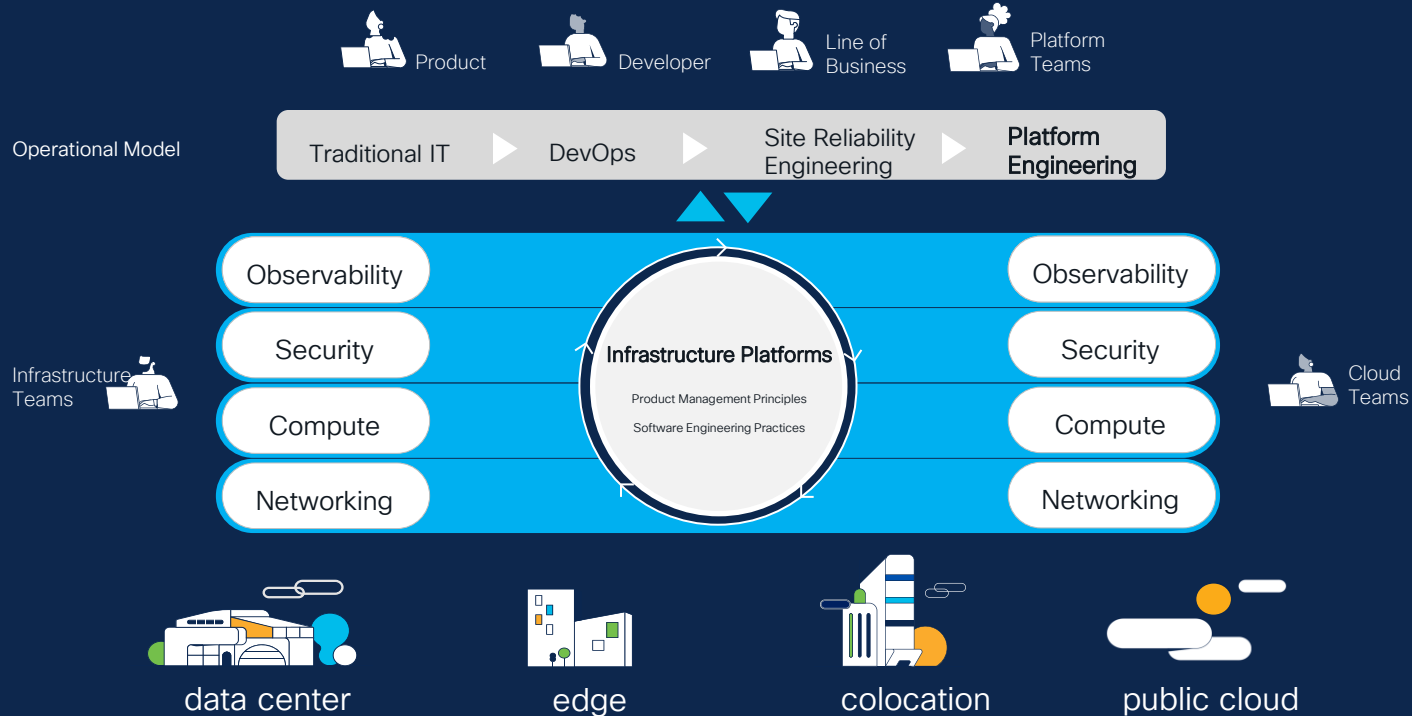 Product
Developer
Line of
Business
Platform
Teams
Operational Model
Traditional IT
DevOps
Site Reliability
Engineering
Platform
Engineering
Observability
Security
Compute
Networking
Infrastructure
Teams
Infrastructure Platforms
Product Management Principles
Software Engineering Practices
Observability
Security
Compute
Networking
Cloud
Teams
data center
edge
colocation
public cloud